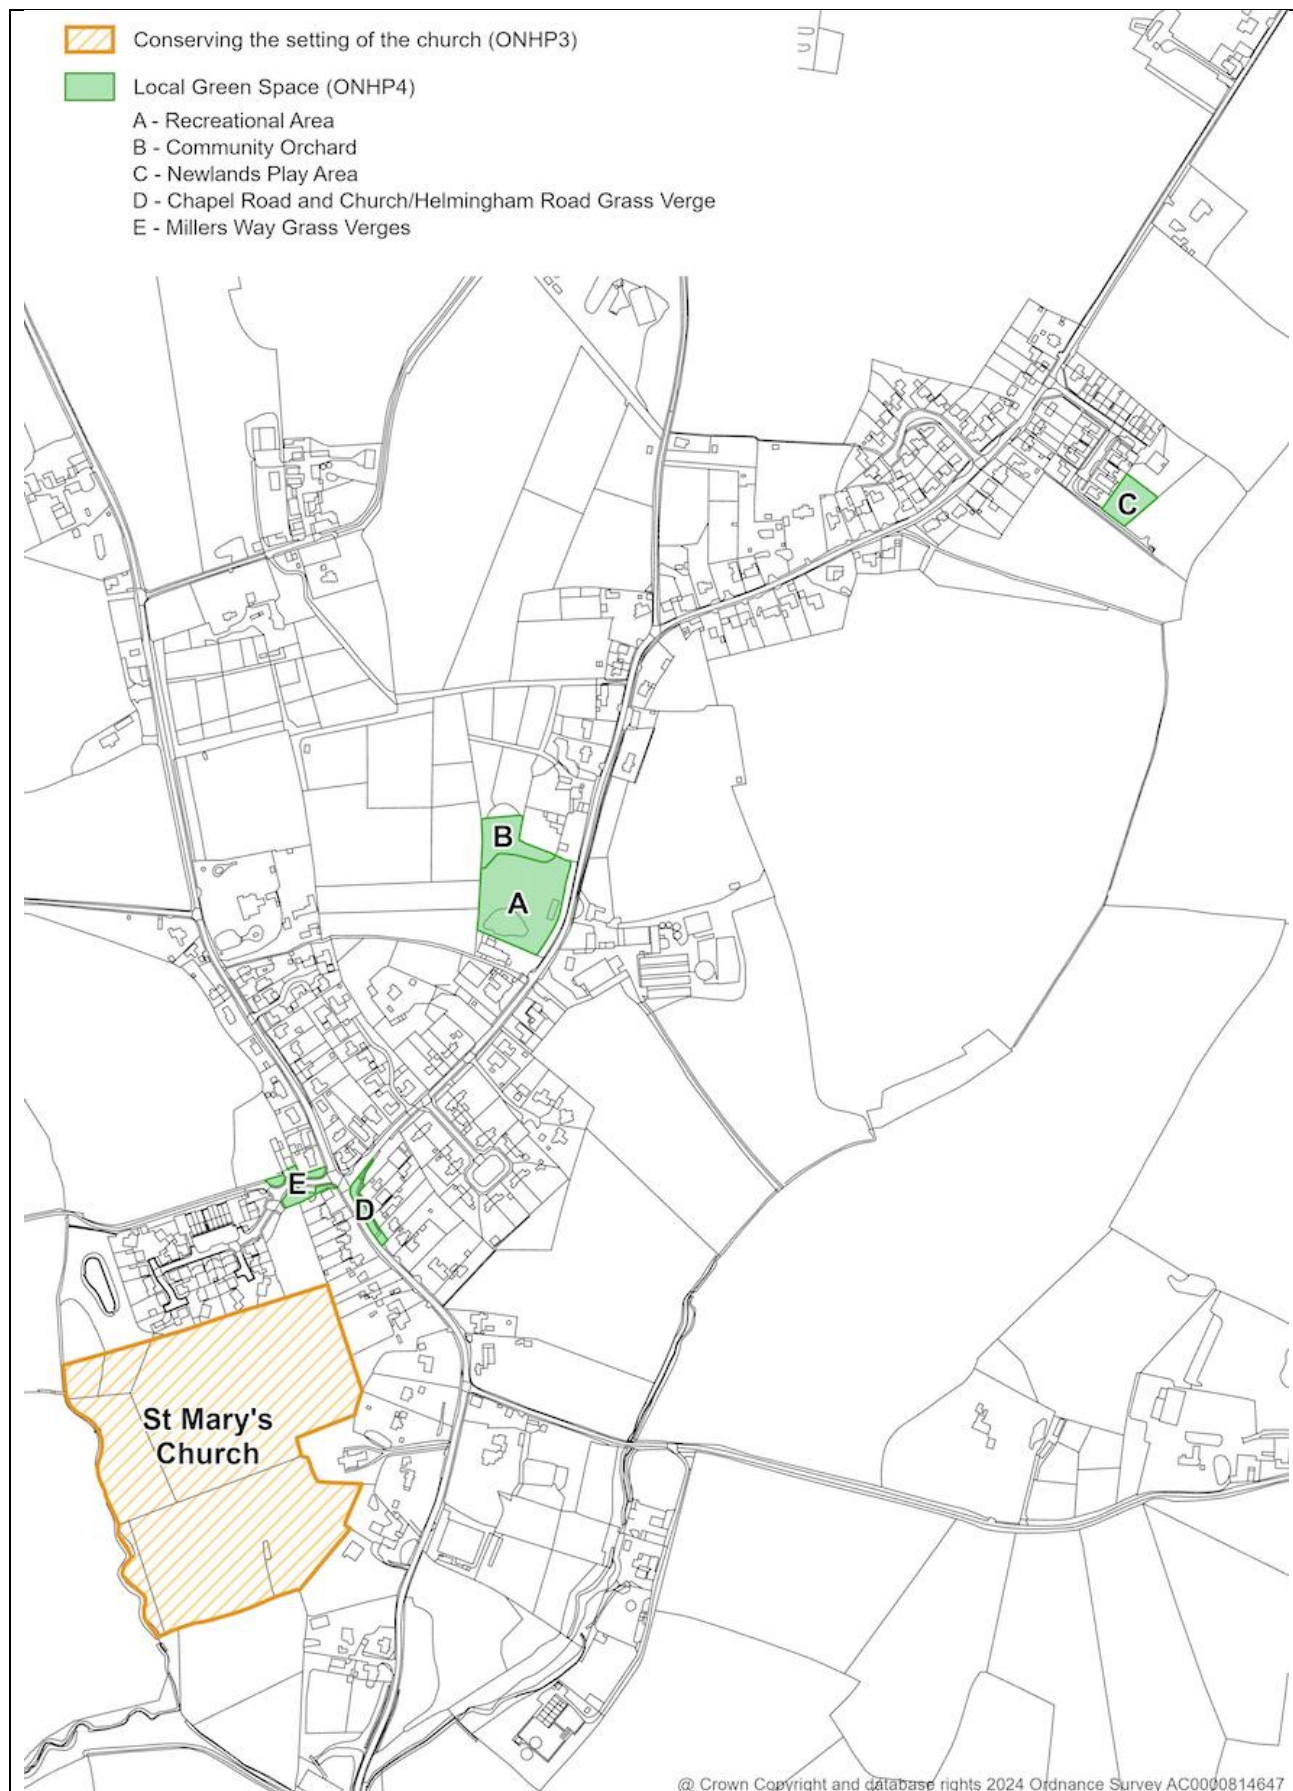 Conserving the setting of the church (ONHP3)
Local Green Space (ONHP4)
A - Recreational Area
B - Community Orchard
C - Newlands Play Area
D - Chapel Road and Church/Helmingham Road Grass Verge
E - Millers Way Grass Verges
C
B
A
E
D
St Mary's
Church
@ Crown Copyright and database rights 2024 Ordnance Survey AC0000814647